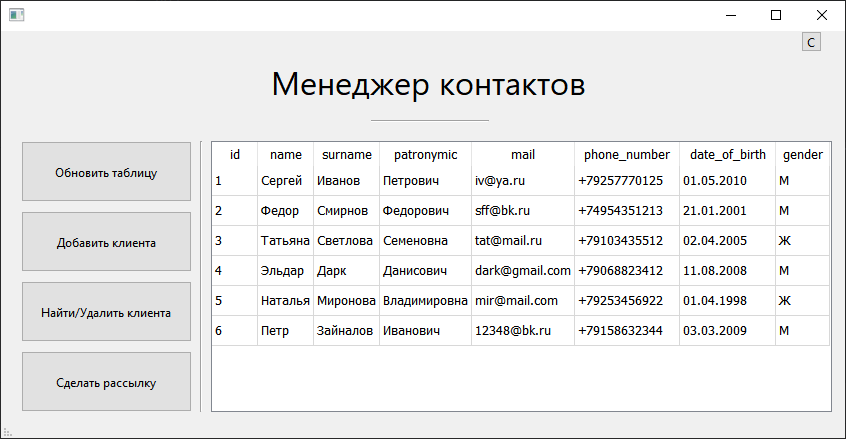 C
Менеджер контактов
Обновить таблицу
Добавить клиента
Найти/Удалить клиента
Сделать рассылку
id name surname patronymic mail phone_number date_of_birth gender
1 Сергей Иванов Петрович iv@ya.ru +79257770125 01.05.2010 М
2 Федор Смирнов Федорович sff@bk.ru +74954351213 21.01.2001 М
3 Татьяна Светлова Семеновна tat@mail.ru +79103435512 02.04.2005 Ж
4 Эльдар Дарк Данисович dark@gmail.com +79068823412 11.08.2008 М
5 Наталья Миронова Владимировна mir@mail.com +79253456922 01.04.1998 Ж
6 Петр Зайналов Иванович 12348@bk.ru +79158632344 03.03.2009 М